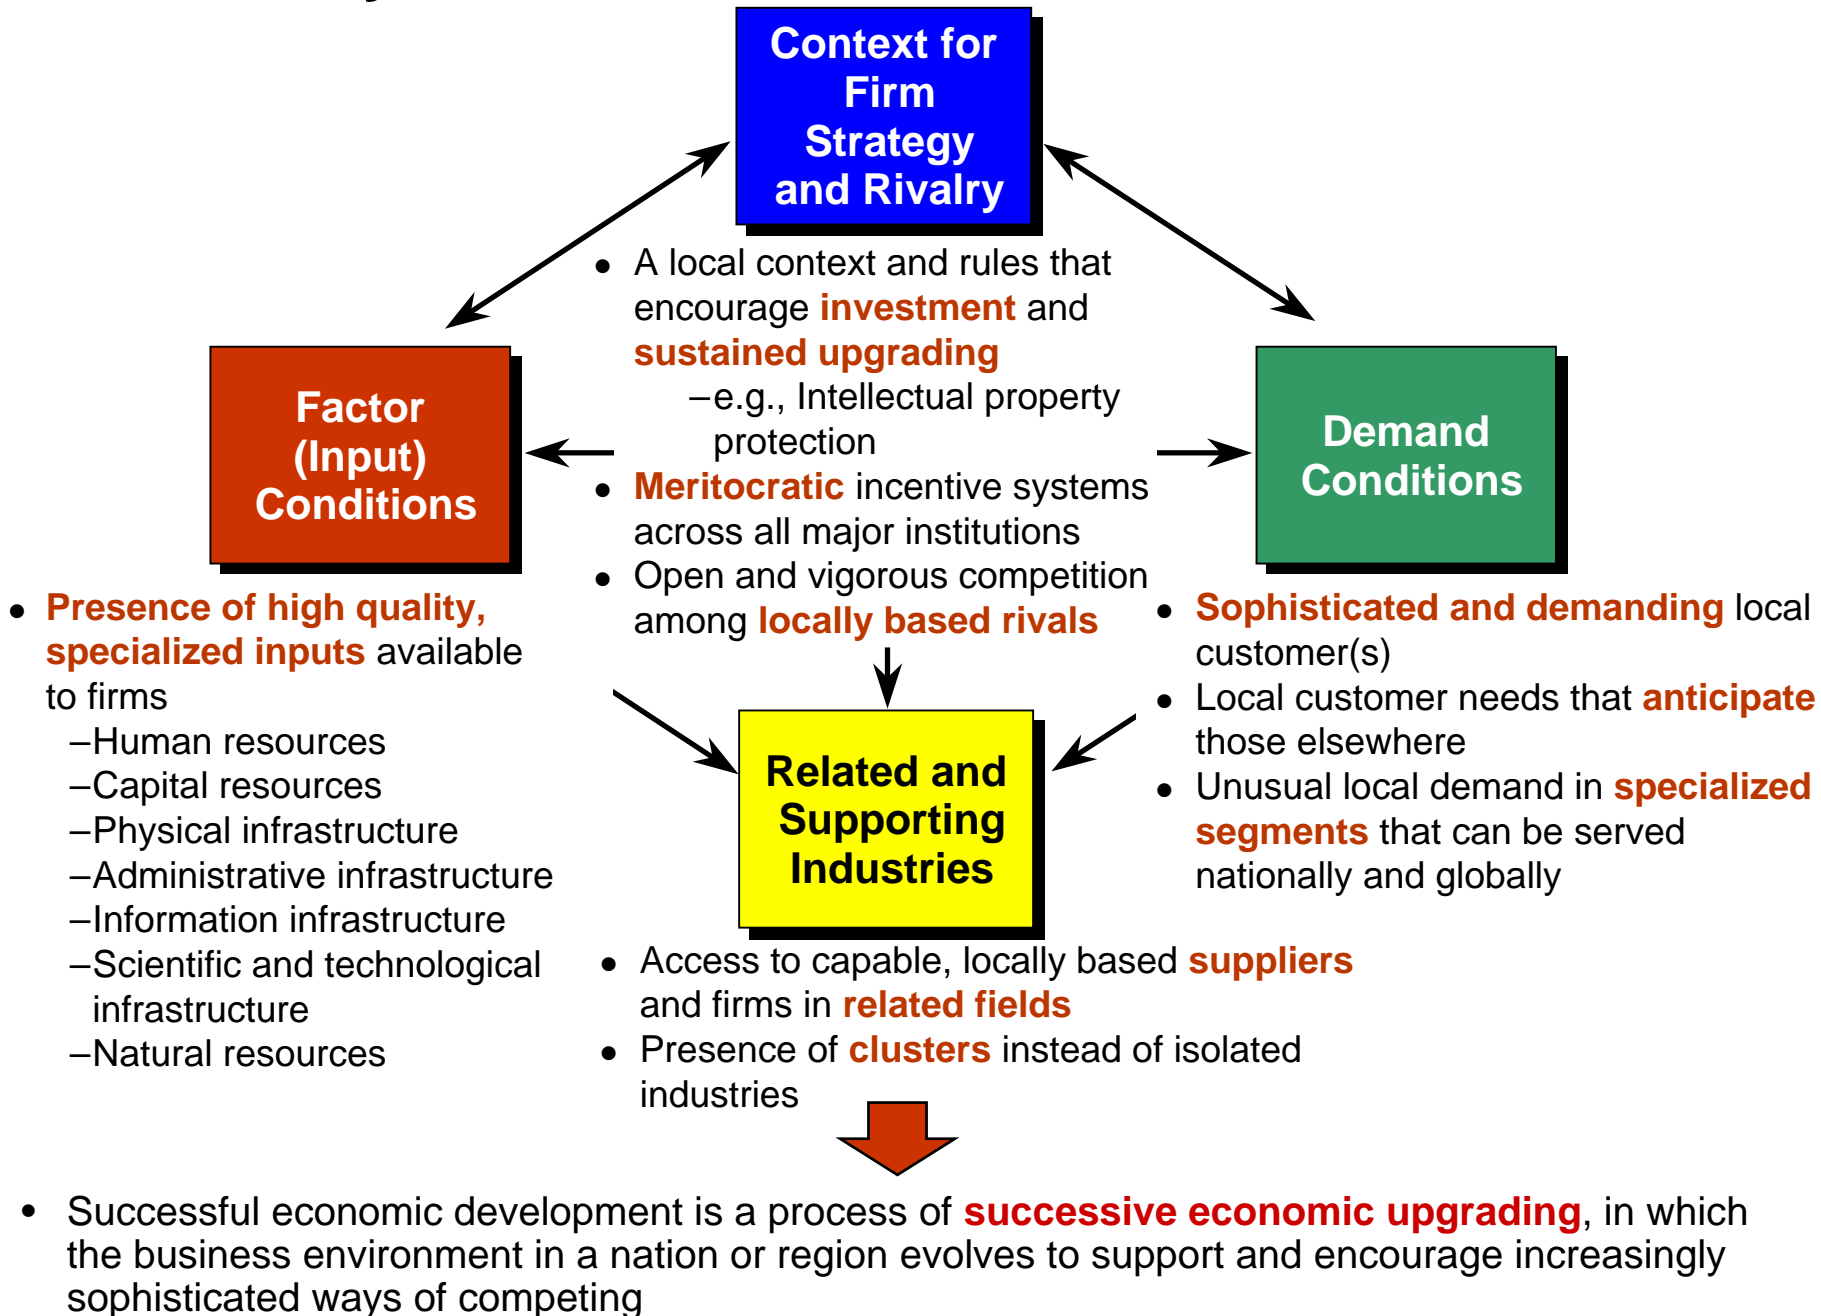 Context for
Firm
Strategy
and Rivalry
● A local context and rules that
encourage investment and
sustained upgrading
–e.g., Intellectual property
protection
● Meritocratic incentive systems
across all major institutions
● Open and vigorous competition
among locally based rivals
Factor
(Input)
Conditions
● Presence of high quality,
specialized inputs available
to firms
–Human resources
–Capital resources
–Physical infrastructure
–Administrative infrastructure
–Information infrastructure
–Scientific and technological
infrastructure
–Natural resources
Demand
Conditions
● Sophisticated and demanding local
customer(s)
● Local customer needs that anticipate
those elsewhere
● Unusual local demand in specialized
segments that can be served
nationally and globally
Related and
Supporting
Industries
● Access to capable, locally based suppliers
and firms in related fields
● Presence of clusters instead of isolated
industries
• Successful economic development is a process of successive economic upgrading, in which
the business environment in a nation or region evolves to support and encourage increasingly
sophisticated ways of competing